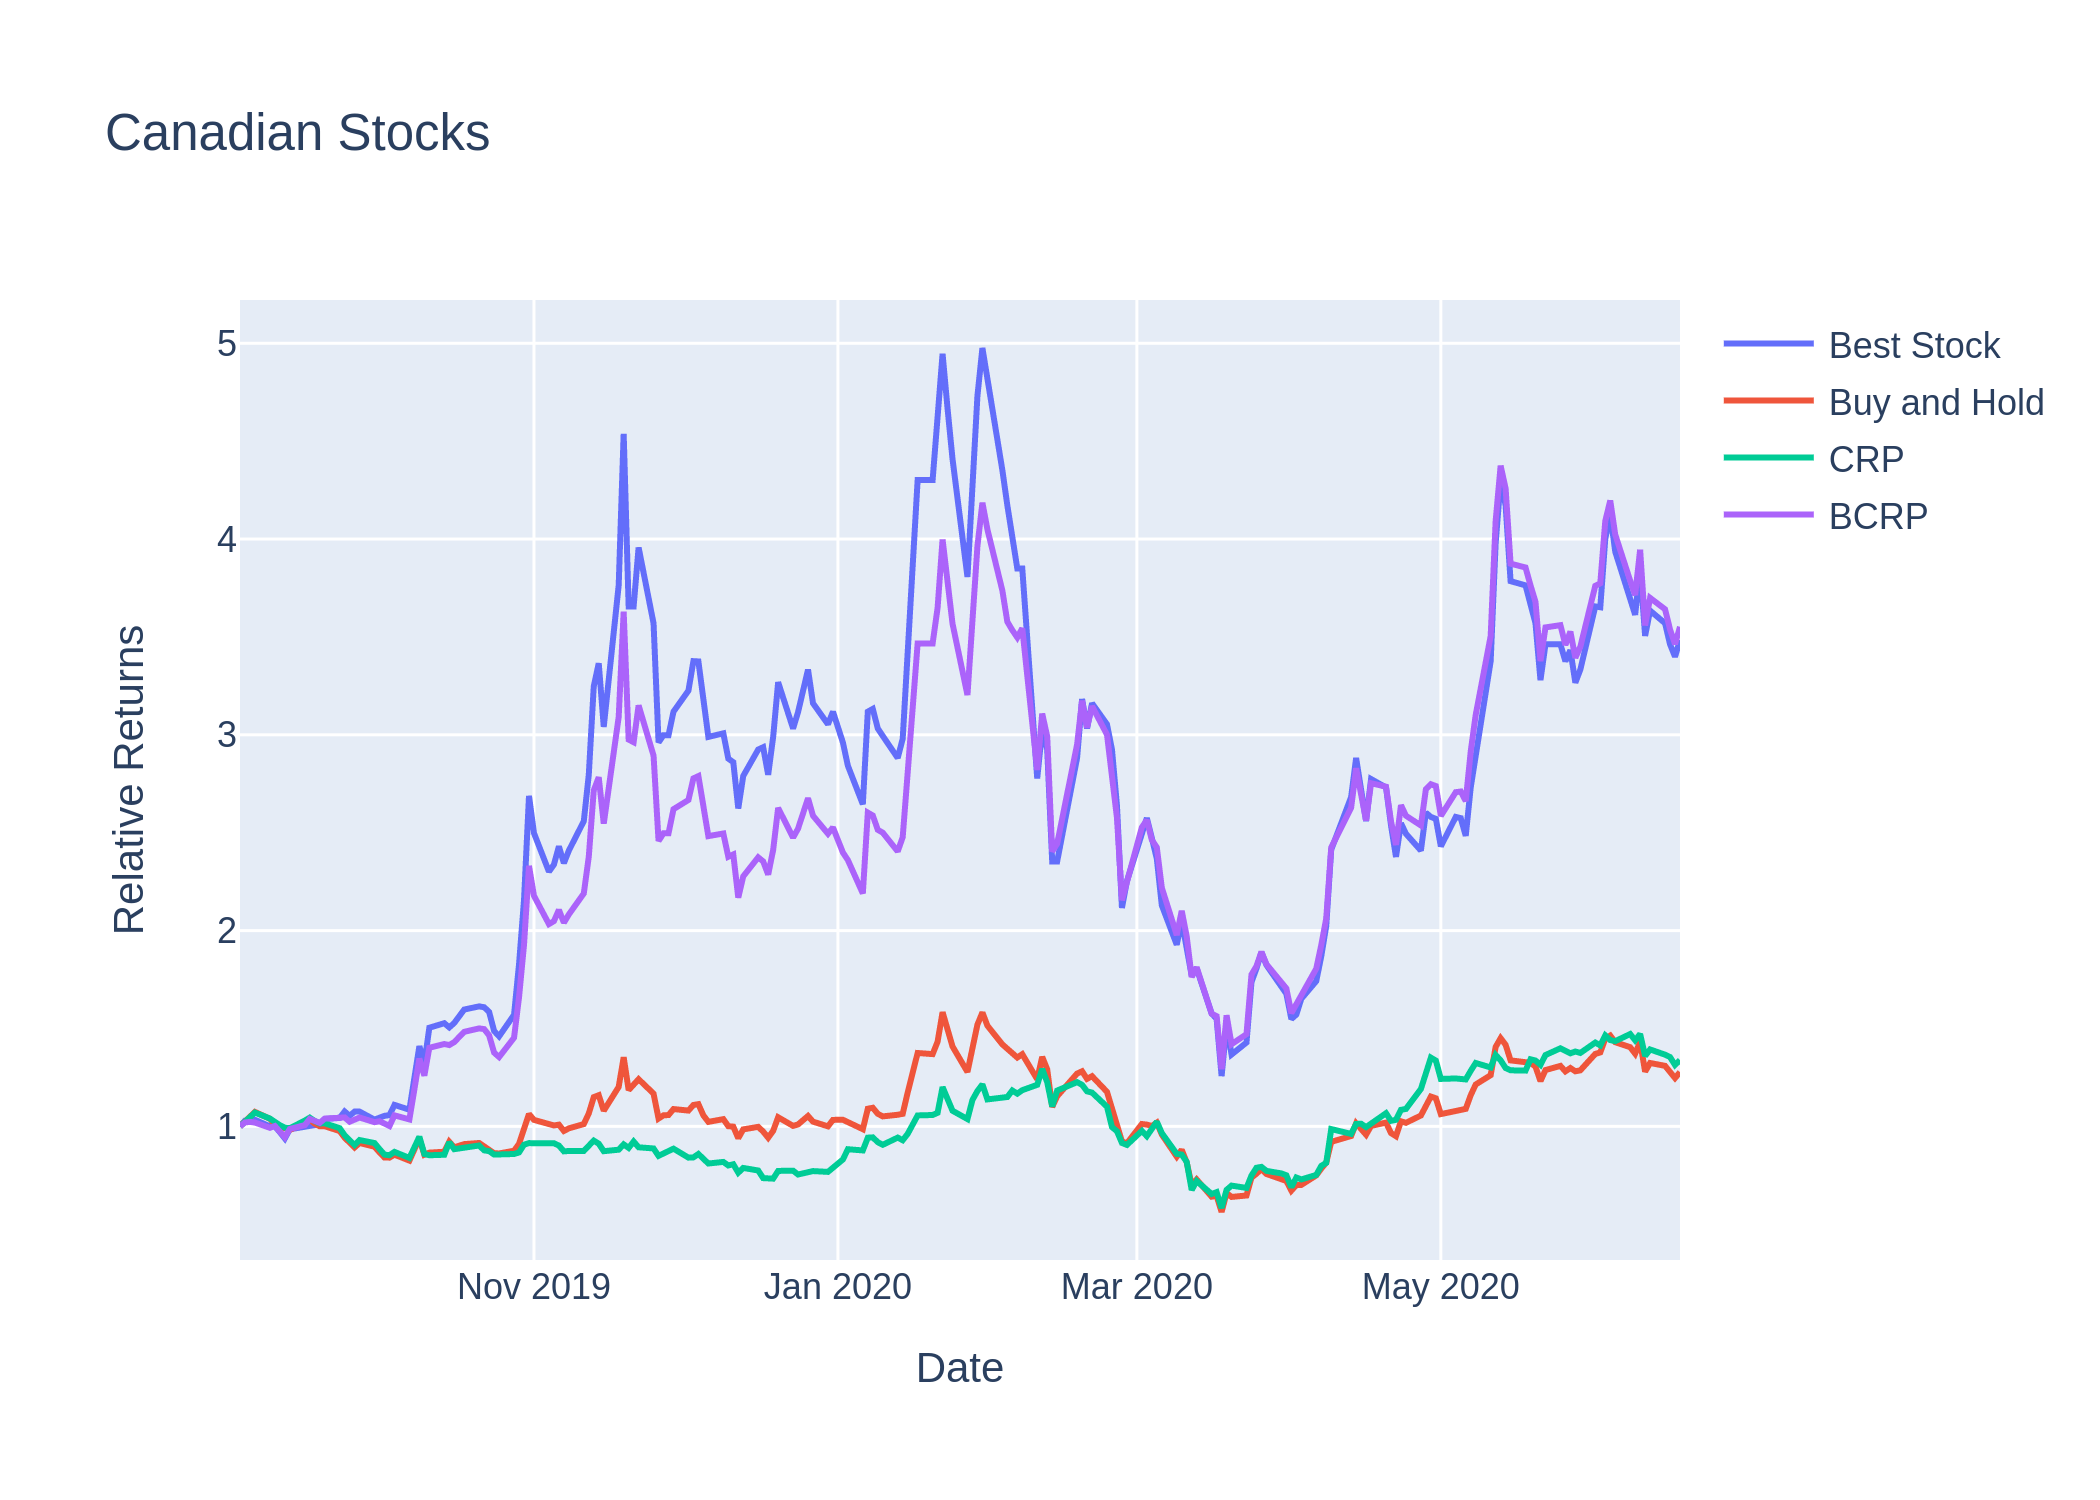 Canadian Stocks
5
4
3
2
1
Relative Returns
Nov 2019
Jan 2020
Mar 2020
May 2020
Date
Best Stock
Buy and Hold
CRP
BCRP